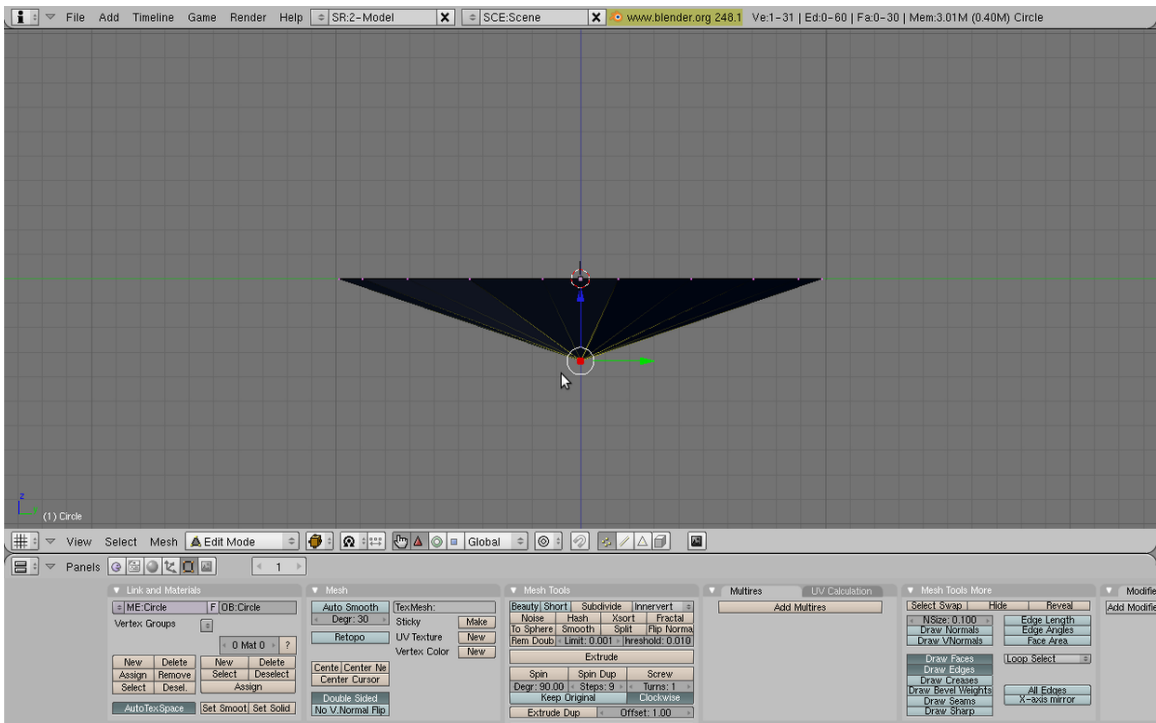 File Add Timeline Game Render Help SR:2-Model SCE:Scene www.blender.org 248.1 Ve:1-31 | Ed:0-60 | Fa:0-30 | Mem:3.01M (0.40M) Circle
z
(1) Circle
View Select Mesh Edit Mode Global
Panels 1
Link and Materials Mesh Mesh Tools Multires UV Calculation Mesh Tools More Modifie
ME:Circle F OB:Circle Auto Smooth TexMesh: Beauty Short Subdivide Innervert Add Multires Select Swap Hide Reveal Add Modifie
Vertex Groups Degr: 30 Sticky Make Noise Hash Xsort Fractal NSize: 0.100 Edge Length
Retopo UV Texture New To Sphere Smooth Split Flip Norma Draw Normals Edge Angles
0 Mat 0 ? Vertex Color New Rem Doub Limit: 0.001 hreshold: 0.010 Draw VNormals Face Area
New Delete New Delete Extrude Draw Faces Loop Select
Assign Remove Select Deselect Cente Center Ne Spin Spin Dup Screw Draw Edges
Select Desel. Assign Center Cursor Degr: 90.00 Steps: 9 Turns: 1 Draw Creases
Double Sided Keep Original Clockwise Draw Bevel Weights All Edges
AutoTexSpace Set Smoot Set Solid No V.Normal Flip Extrude Dup Offset: 1.00 Draw Seams X-axis mirror
Draw Sharp